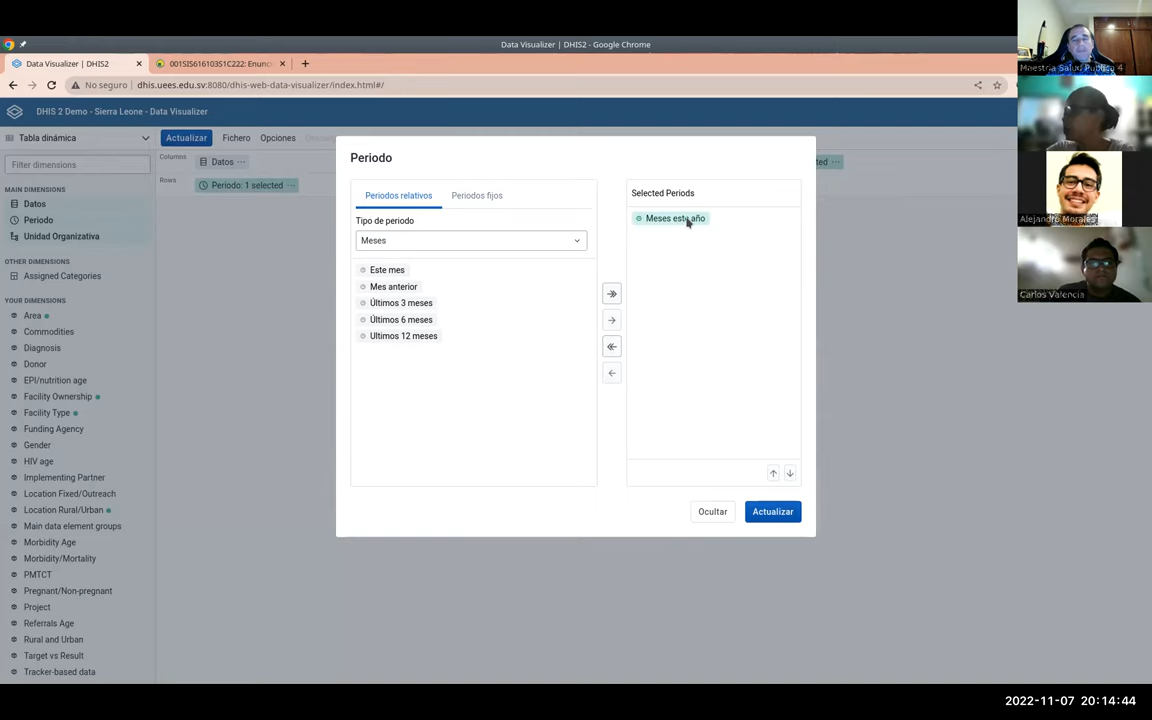 Data Visualizer | DHIS2 - Google Chrome
Data Visualizer | DHIS2
001SIS616103S1C222: Enunc
No seguro
dhis.uees.edu.sv:8080/dhis-web-data-visualizer/index.html#/
DHIS 2 Demo - Sierra Leone - Data Visualizer
Tabla dinámica
Actualizar
Fichero
Opciones
Filter dimensions
Columns
Datos
Rows
Periodo: 1 selected
MAIN DIMENSIONS
Datos
Periodo
Unidad Organizativa
OTHER DIMENSIONS
Assigned Categories
YOUR DIMENSIONS
Area
Commodities
Diagnosis
Donor
EPI/nutrition age
Facility Ownership
Facility Type
Funding Agency
Gender
HIV age
Implementing Partner
Location Fixed/Outreach
Location Rural/Urban
Main data element groups
Morbidity Age
Morbidity/Mortality
PMTCT
Pregnant/Non-pregnant
Project
Referrals Age
Rural and Urban
Target vs Result
Tracker-based data
Periodo
Periodos relativos
Periodos fijos
Tipo de periodo
Meses
Este mes
Mes anterior
Últimos 3 meses
Últimos 6 meses
Ultimos 12 meses
Selected Periods
Meses este año
Ocultar
Actualizar
Maestria Salud Publica 4
Alejandro Morales
Carlos Valencia
2022-11-07 20:14:44